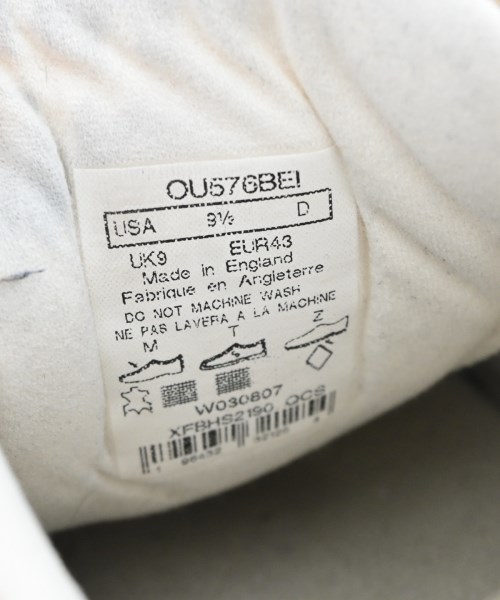 OU576BEI
USA 9½ D
UK9 EUR43
Made in England
Fabrique en Angleterre
DO NOT MACHINE WASH
NE PAS LAVERA A LA MACHINE
M T Z
W030807
XFBHS2190 OCS